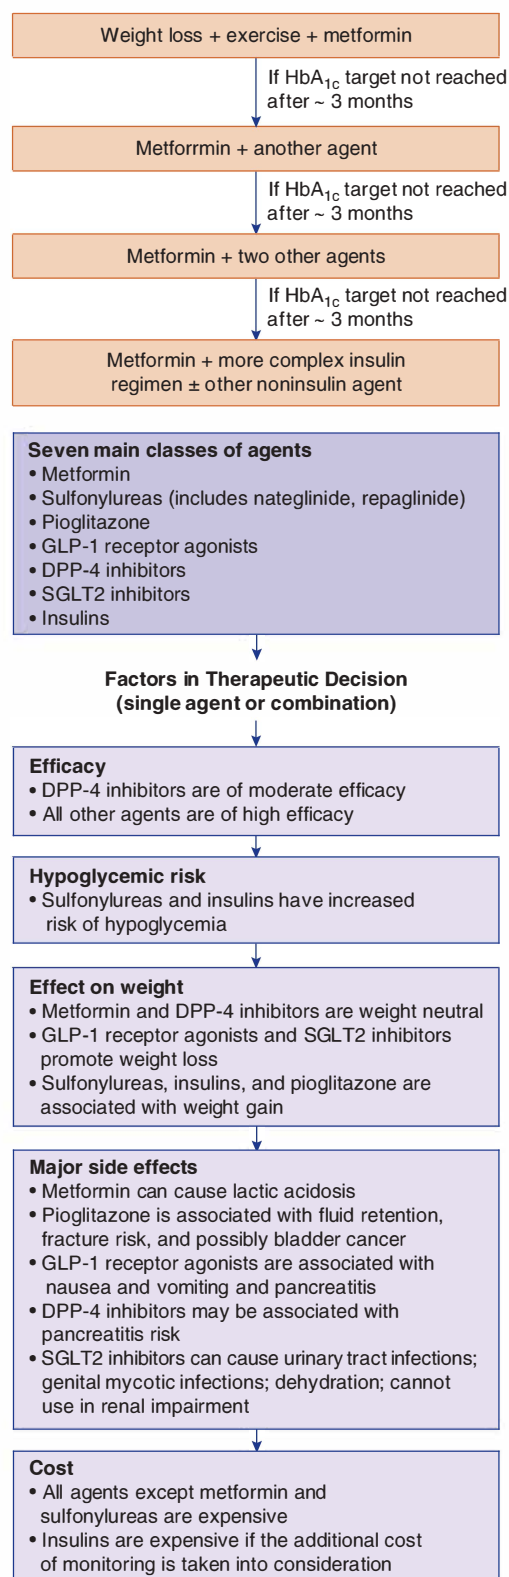 Weight loss + exercise + metformin
If HbA1c target not reached
after ~ 3 months
Metforrmin + another agent
If HbA1c target not reached
after ~ 3 months
Metformin + two other agents
If HbA1c target not reached
after ~ 3 months
Metformin + more complex insulin
regimen ± other noninsulin agent
Seven main classes of agents
• Metformin
• Sulfonylureas (includes nateglinide, repaglinide)
• Pioglitazone
• GLP-1 receptor agonists
• DPP-4 inhibitors
• SGLT2 inhibitors
• Insulins
Factors in Therapeutic Decision
(single agent or combination)
Efficacy
• DPP-4 inhibitors are of moderate efficacy
• All other agents are of high efficacy
Hypoglycemic risk
• Sulfonylureas and insulins have increased
risk of hypoglycemia
Effect on weight
• Metformin and DPP-4 inhibitors are weight neutral
• GLP-1 receptor agonists and SGLT2 inhibitors
promote weight loss
• Sulfonylureas, insulins, and pioglitazone are
associated with weight gain
Major side effects
• Metformin can cause lactic acidosis
• Pioglitazone is associated with fluid retention,
fracture risk, and possibly bladder cancer
• GLP-1 receptor agonists are associated with
nausea and vomiting and pancreatitis
• DPP-4 inhibitors may be associated with
pancreatitis risk
• SGLT2 inhibitors can cause urinary tract infections;
genital mycotic infections; dehydration; cannot
use in renal impairment
Cost
• All agents except metformin and
sulfonylureas are expensive
• Insulins are expensive if the additional cost
of monitoring is taken into consideration